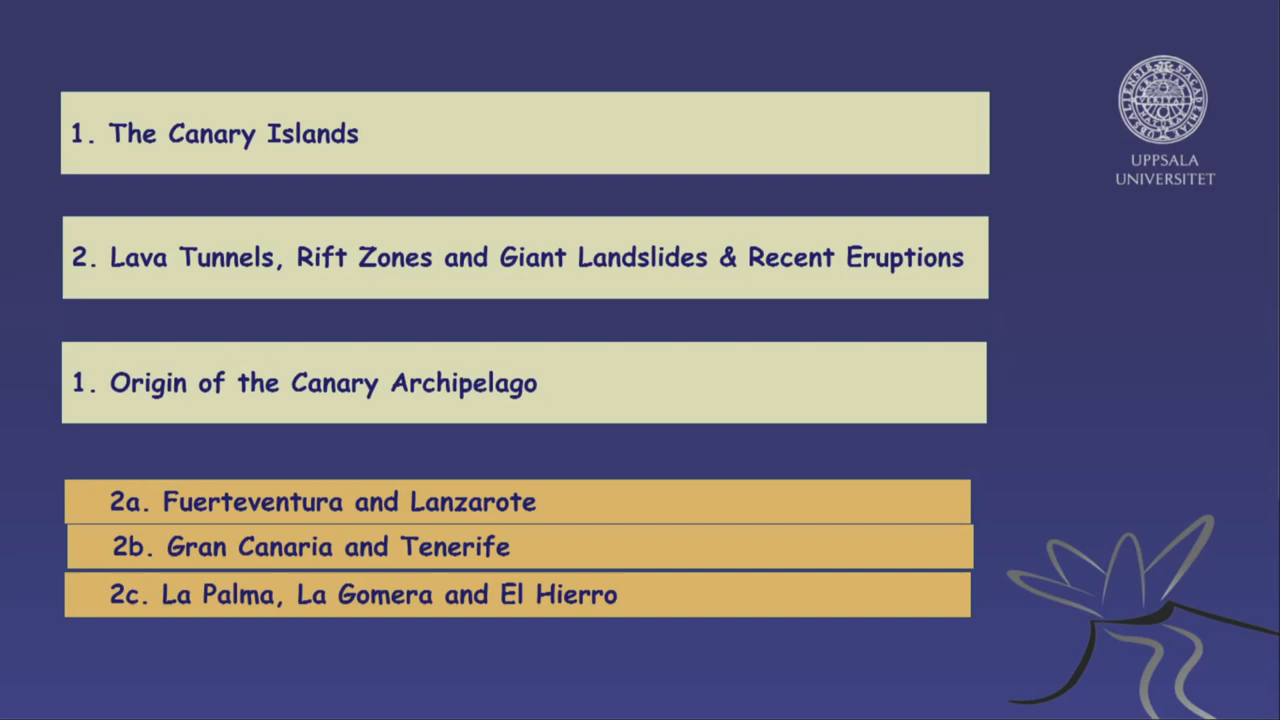 1. The Canary Islands
2. Lava Tunnels, Rift Zones and Giant Landslides & Recent Eruptions
1. Origin of the Canary Archipelago
2a. Fuerteventura and Lanzarote
2b. Gran Canaria and Tenerife
2c. La Palma, La Gomera and El Hierro
UPPSALA
UNIVERSITET